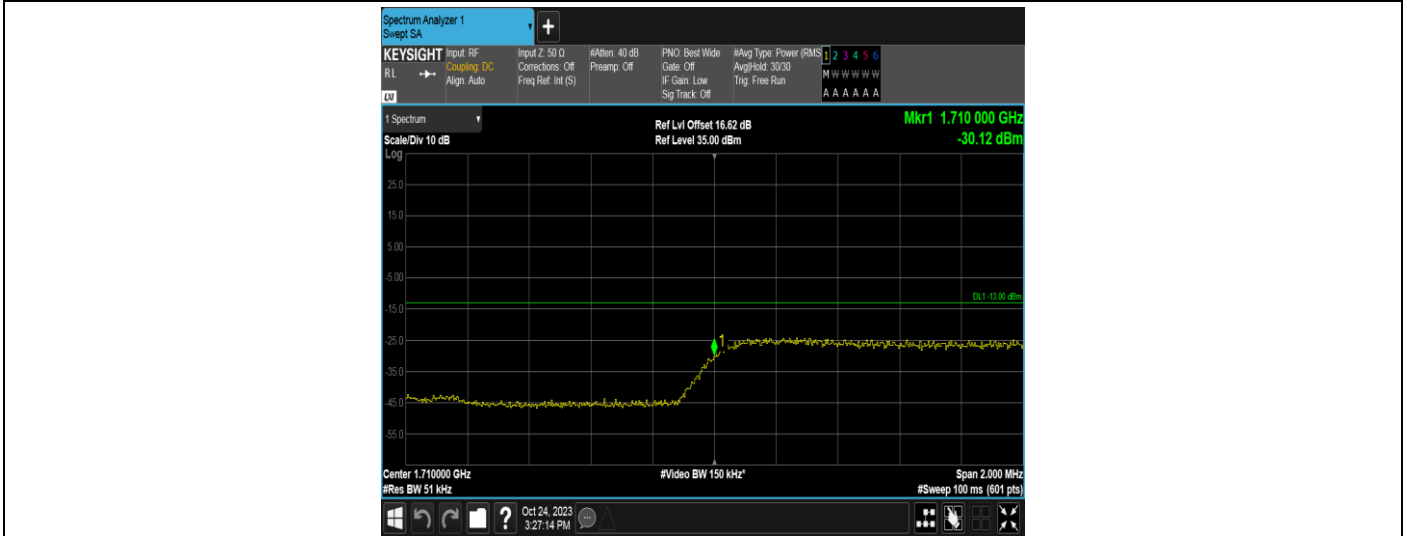 Spectrum Analyzer 1
Swept SA
+
KEYSIGHT
RL
LXI
Input: RF
Coupling: DC
Align: Auto
Input Z: 50 Ω
Corrections: Off
Freq Ref: Int (S)
#Atten: 40 dB
Preamp: Off
PNO: Best Wide
Gate: Off
IF Gain: Low
Sig Track: Off
#Avg Type: Power (RMS
Avg|Hold: 30/30
Trig: Free Run
1 2 3 4 5 6
M W W W W W
A A A A A A
1 Spectrum
Scale/Div 10 dB
Ref Lvl Offset 16.62 dB
Ref Level 35.00 dBm
Mkr1 1.710 000 GHz
-30.12 dBm
Log
25.0
15.0
5.00
-5.00
DL1 -13.00 dBm
-15.0
-25.0
1
-35.0
-45.0
-55.0
Center 1.710000 GHz
#Res BW 51 kHz
#Video BW 150 kHz*
Span 2.000 MHz
#Sweep 100 ms (601 pts)
?
Oct 24, 2023
3:27:14 PM